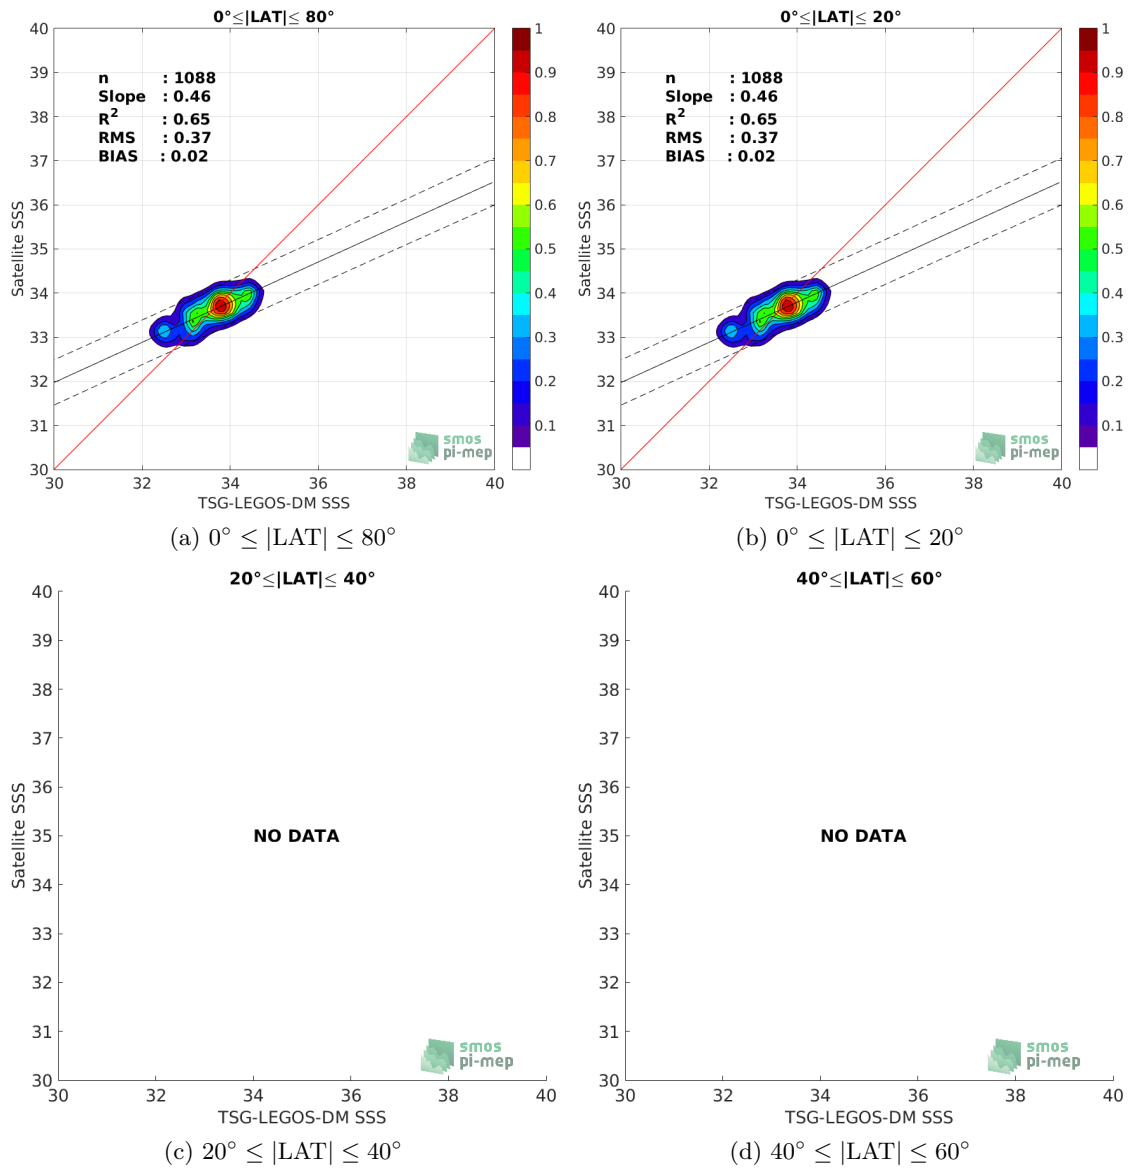 0°≤|LAT|≤ 80°
40
39
38
37
36
35
34
33
32
31
30
Satellite SSS
n : 1088
Slope : 0.46
R² : 0.65
RMS : 0.37
BIAS : 0.02
1
0.9
0.8
0.7
0.6
0.5
0.4
0.3
0.2
0.1
smos
pi-mep
30 32 34 36 38 40
TSG-LEGOS-DM SSS
(a) 0° ≤ |LAT| ≤ 80°
0°≤|LAT|≤ 20°
40
39
38
37
36
35
34
33
32
31
30
Satellite SSS
n : 1088
Slope : 0.46
R² : 0.65
RMS : 0.37
BIAS : 0.02
1
0.9
0.8
0.7
0.6
0.5
0.4
0.3
0.2
0.1
smos
pi-mep
30 32 34 36 38 40
TSG-LEGOS-DM SSS
(b) 0° ≤ |LAT| ≤ 20°
20°≤|LAT|≤ 40°
40
39
38
37
36
35
34
33
32
31
30
Satellite SSS
NO DATA
smos
pi-mep
30 32 34 36 38 40
TSG-LEGOS-DM SSS
(c) 20° ≤ |LAT| ≤ 40°
40°≤|LAT|≤ 60°
40
39
38
37
36
35
34
33
32
31
30
Satellite SSS
NO DATA
smos
pi-mep
30 32 34 36 38 40
TSG-LEGOS-DM SSS
(d) 40° ≤ |LAT| ≤ 60°